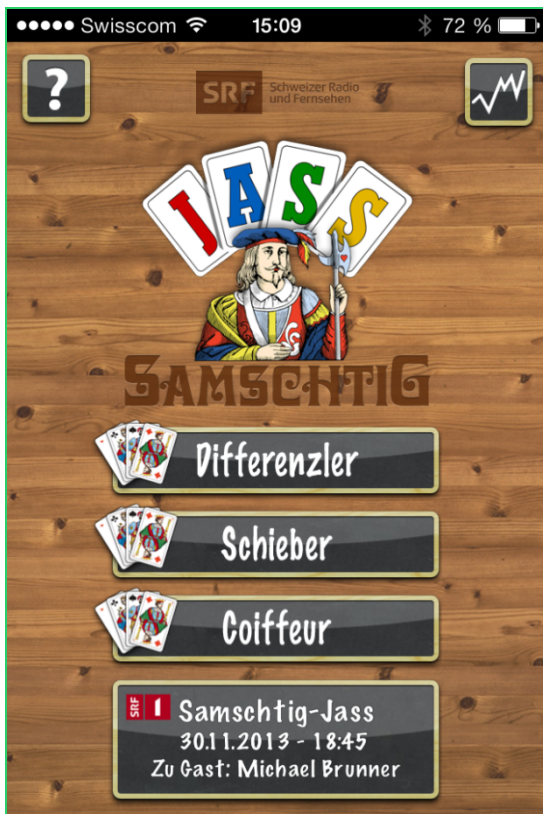 Swisscom 15:09 72 %
?
SRF Schweizer Radio
und Fernsehen
JASS
SAMSCHTIG
Differenzler
Schieber
Coiffeur
SRF 1 Samschtig-Jass
30.11.2013 - 18:45
Zu Gast: Michael Brunner